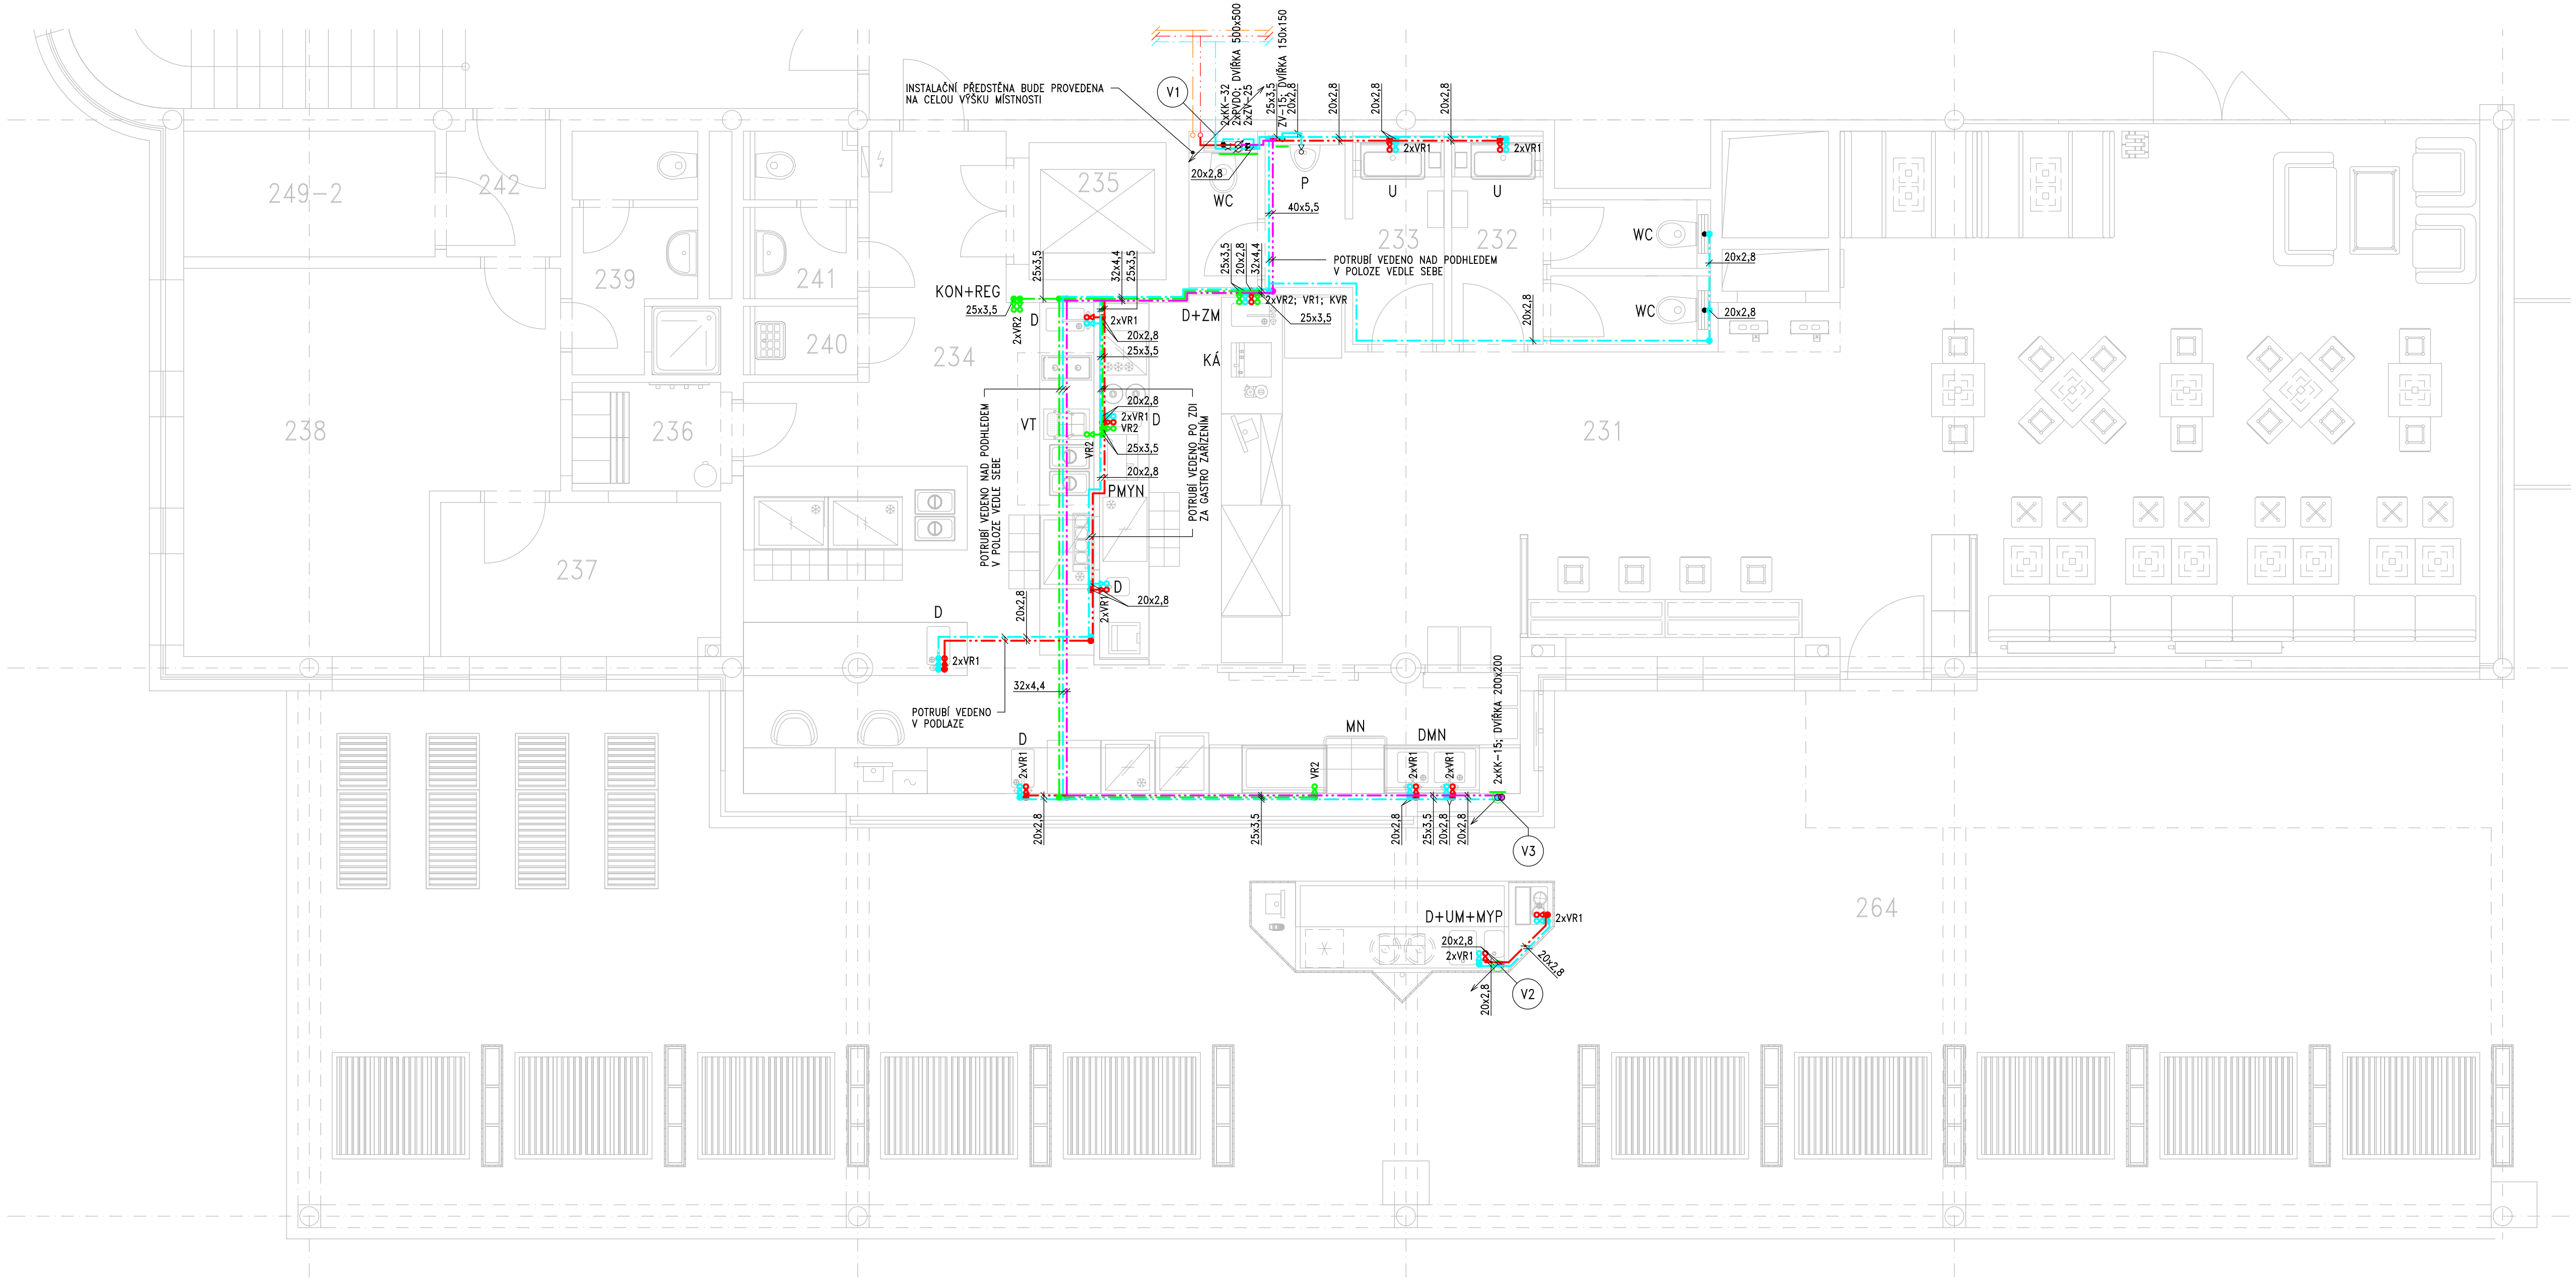 INSTALAČNÍ PŘEDSTĚNA BUDE PROVEDENA
NA CELOU VÝŠKU MÍSTNOSTI
V1
2xKK-32
2xPVDO; DVÍŘKA 500x500
2xZV-25
25x3,5
ZV-15; DVÍŘKA 150x150
20x2,8
20x2,8
20x2,8
20x2,8
2xVR1
2xVR1
20x2,8
WC
P
U
U
40x5,5
249-2
242
235
239
241
233
232
WC
20x2,8
WC
20x2,8
20x2,8
25x3,5
32x4,4
25x3,5
25x3,5
20x2,8
32x4,4
POTRUBÍ VEDENO NAD PODHLEDEM
V POLOZE VEDLE SEBE
KON+REG
25x3,5
2xVR2
D
2xVR1
20x2,8
25x3,5
D+ZM
2xVR2; VR1; KVR
25x3,5
KÁ
240
234
238
236
231
POTRUBÍ VEDENO NAD PODHLEDEM
V POLOZE VEDLE SEBE
VT
20x2,8
2xVR1
VR2
D
VR2
25x3,5
20x2,8
PMYN
POTRUBÍ VEDENO PO ZDI
ZA GASTRO ZAŘÍZENÍM
237
D
2xVR1
20x2,8
20x2,8
D
2xVR1
32x4,4
POTRUBÍ VEDENO
V PODLAZE
D
2xVR1
VR2
MN
DMN
2xVR1
2xVR1
2xKK-15; DVÍŘKA 200x200
20x2,8
25x3,5
20x2,8
25x3,5
20x2,8
20x2,8
V3
264
D+UM+MYP
2xVR1
20x2,8
2xVR1
20x2,8
20x2,8
V2